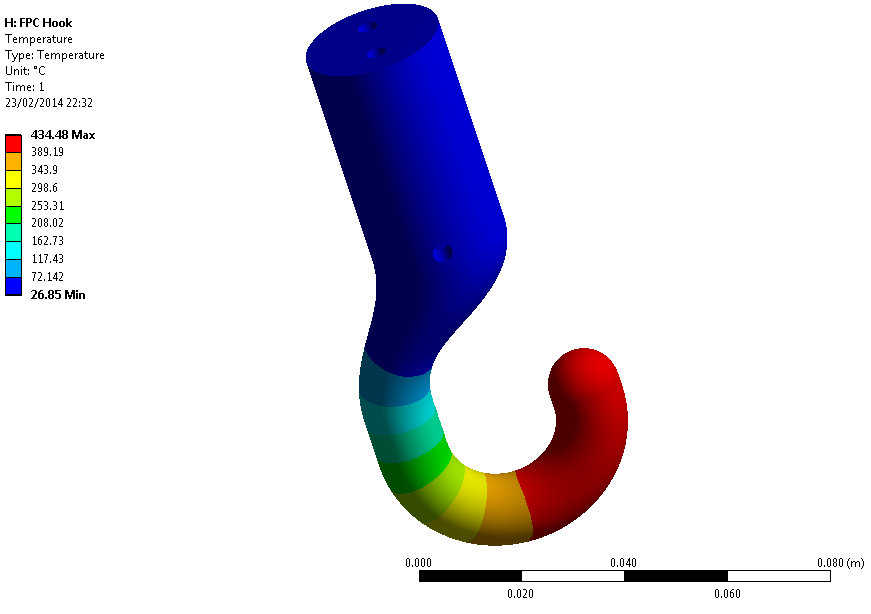 H: FPC Hook
Temperature
Type: Temperature
Unit: °C
Time: 1
23/02/2014 22:32
434.48 Max
389.19
343.9
298.6
253.31
208.02
162.73
117.43
72.142
26.85 Min
0.000 0.040 0.080 (m)
0.020 0.060